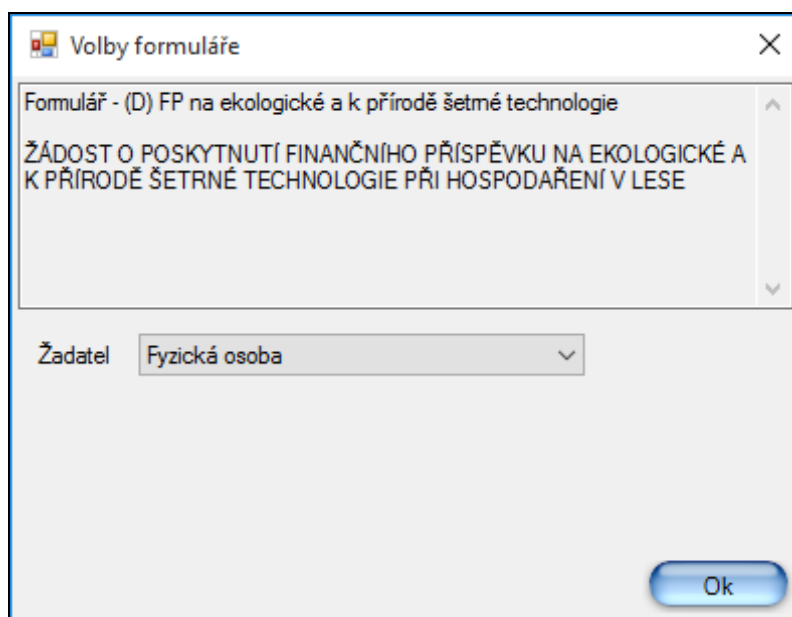 Volby formuláře
Formulář - (D) FP na ekologické a k přírodě šetrné technologie
ŽÁDOST O POSKYTNUTÍ FINANČNÍHO PŘÍSPĚVKU NA EKOLOGICKÉ A
K PŘÍRODĚ ŠETRNÉ TECHNOLOGIE PŘI HOSPODAŘENÍ V LESE
Žadatel Fyzická osoba
Ok